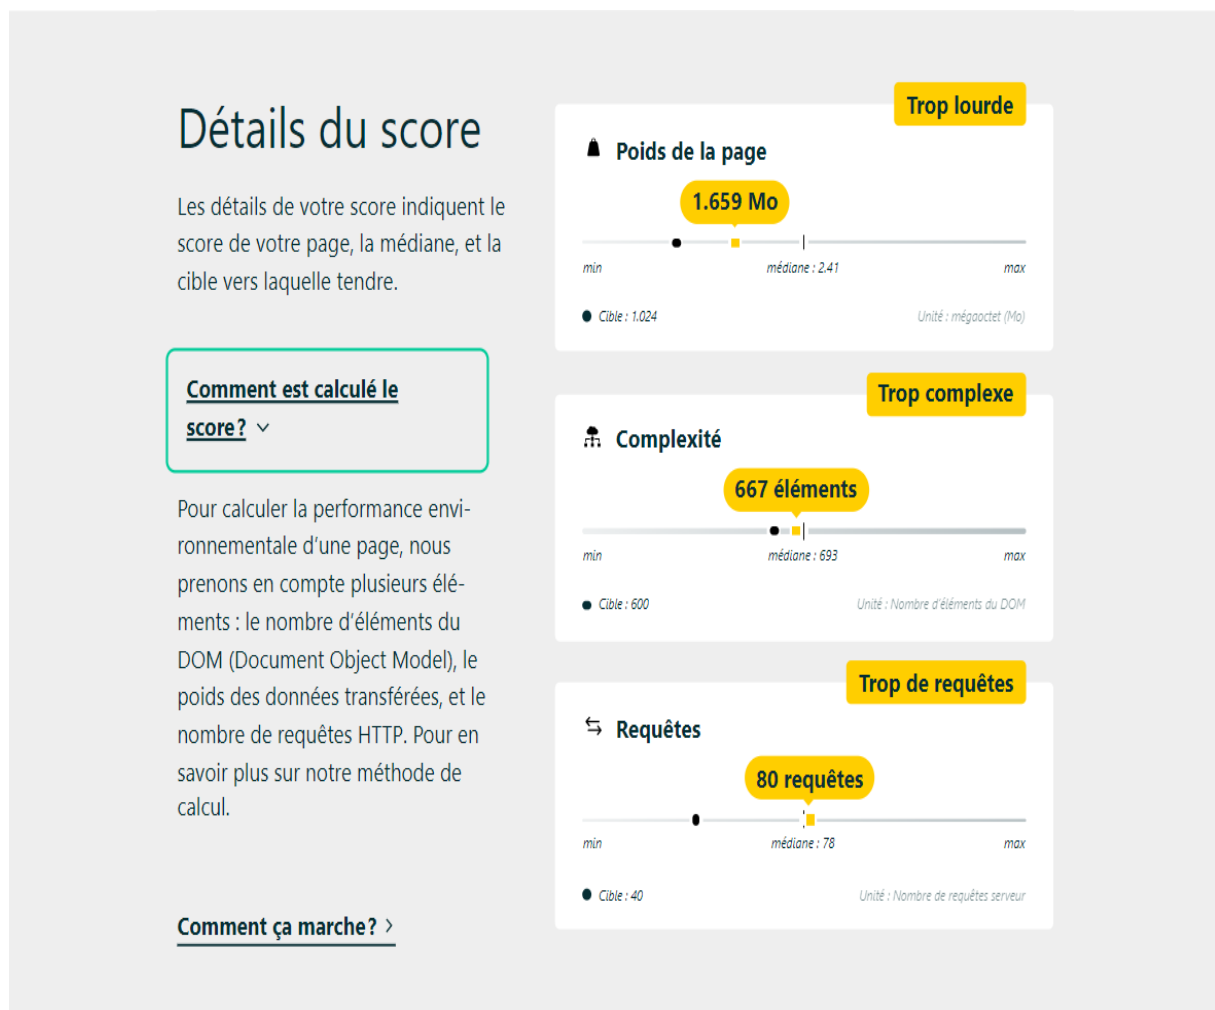 Détails du score
Les détails de votre score indiquent le
score de votre page, la médiane, et la
cible vers laquelle tendre.
Comment est calculé le
score ?
Pour calculer la performance envi-
ronnementale d'une page, nous
prenons en compte plusieurs élé-
ments : le nombre d'éléments du
DOM (Document Object Model), le
poids des données transférées, et le
nombre de requêtes HTTP. Pour en
savoir plus sur notre méthode de
calcul.
Comment ça marche ?
Trop lourde
Poids de la page
1.659 Mo
min médiane : 2.41 max
Cible : 1.024 Unité : mégaoctet (Mo)
Trop complexe
Complexité
667 éléments
min médiane : 693 max
Cible : 600 Unité : Nombre d'éléments du DOM
Trop de requêtes
Requêtes
80 requêtes
min médiane : 78 max
Cible : 40 Unité : Nombre de requêtes serveur